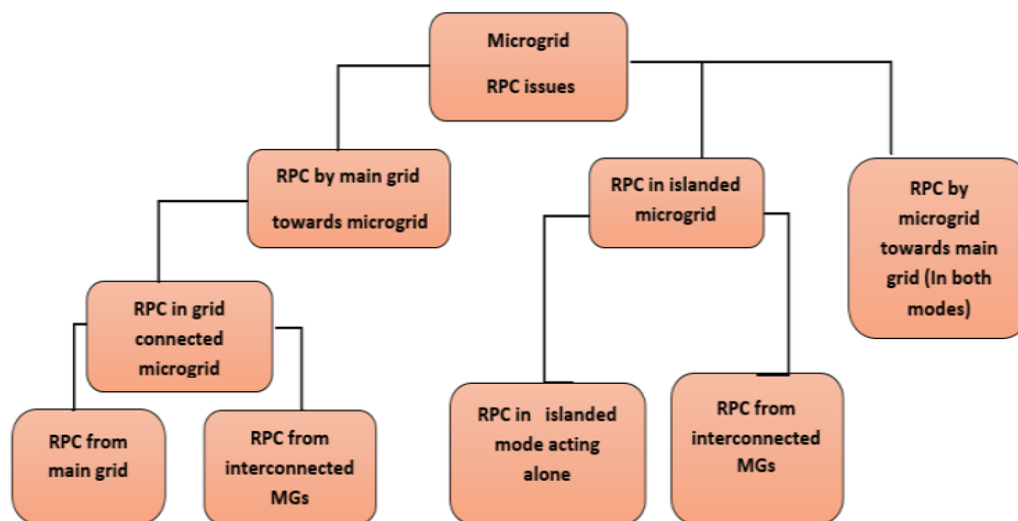 Microgrid
RPC issues
RPC by main grid
towards microgrid
RPC in islanded
microgrid
RPC by
microgrid
towards main
grid (In both
modes)
RPC in grid
connected
microgrid
RPC from
main grid
RPC from
interconnected
MGs
RPC in islanded
mode acting
alone
RPC from
interconnected
MGs